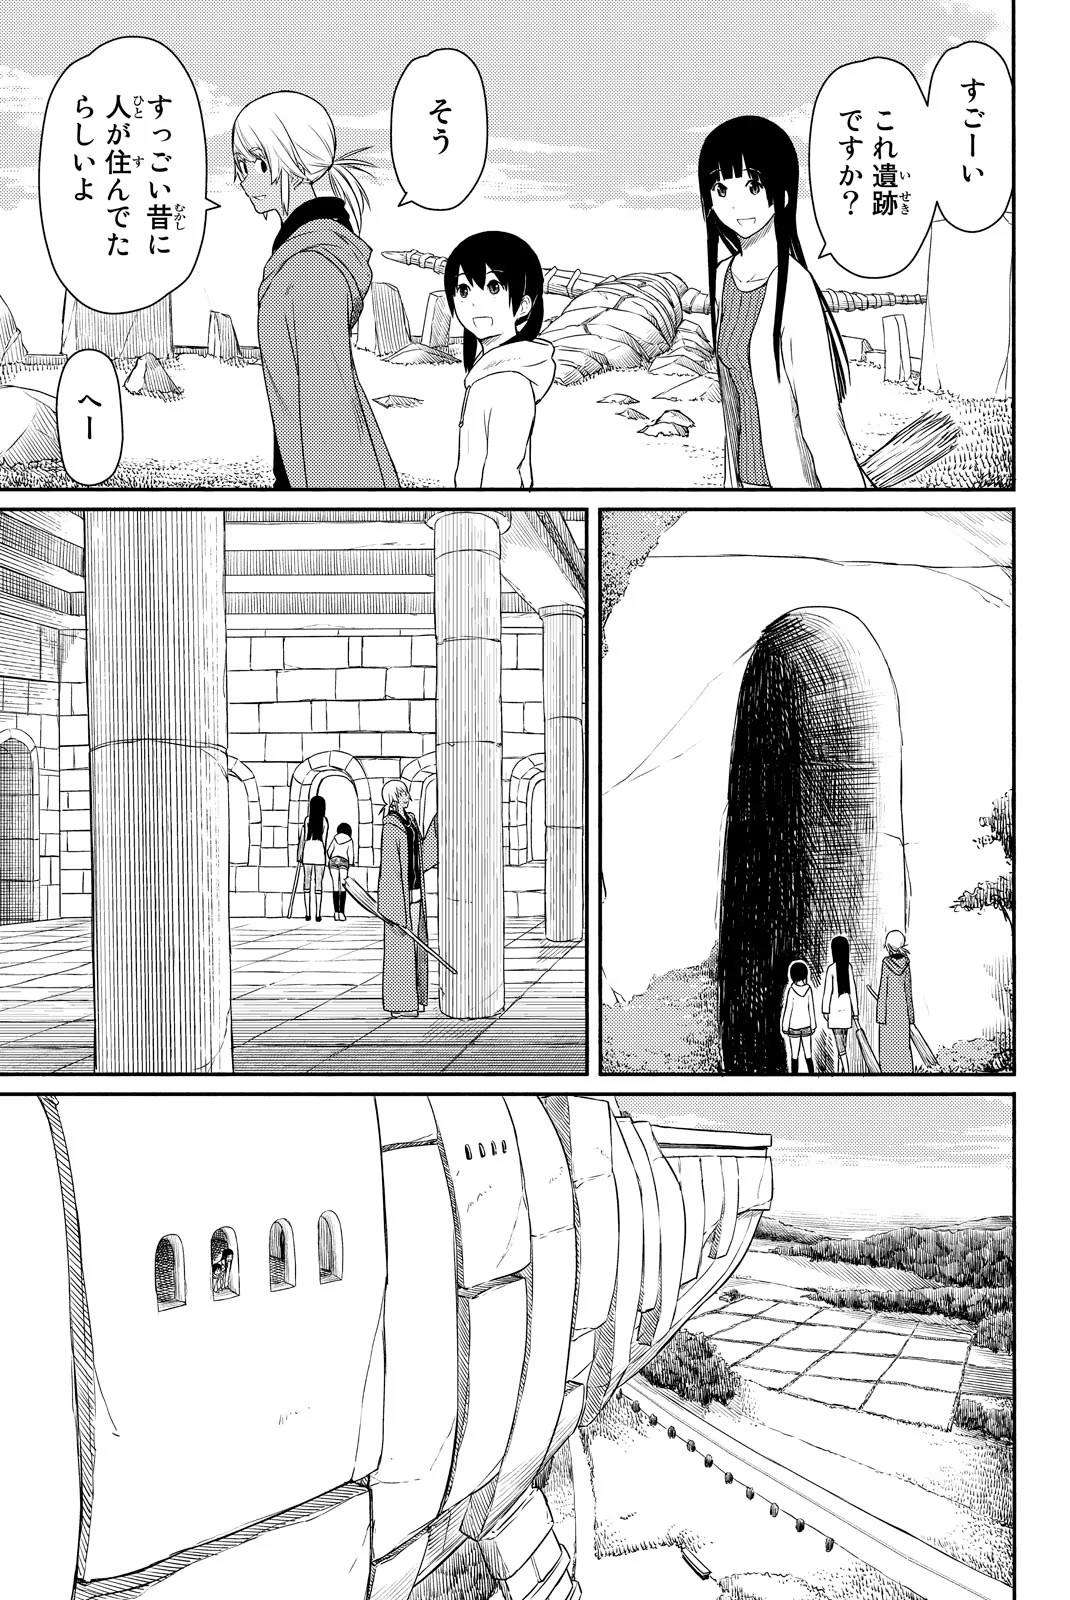 すごーい
これ遺跡
ですか？
そう
すっごい昔に
人が住んでた
らしいよ
へー